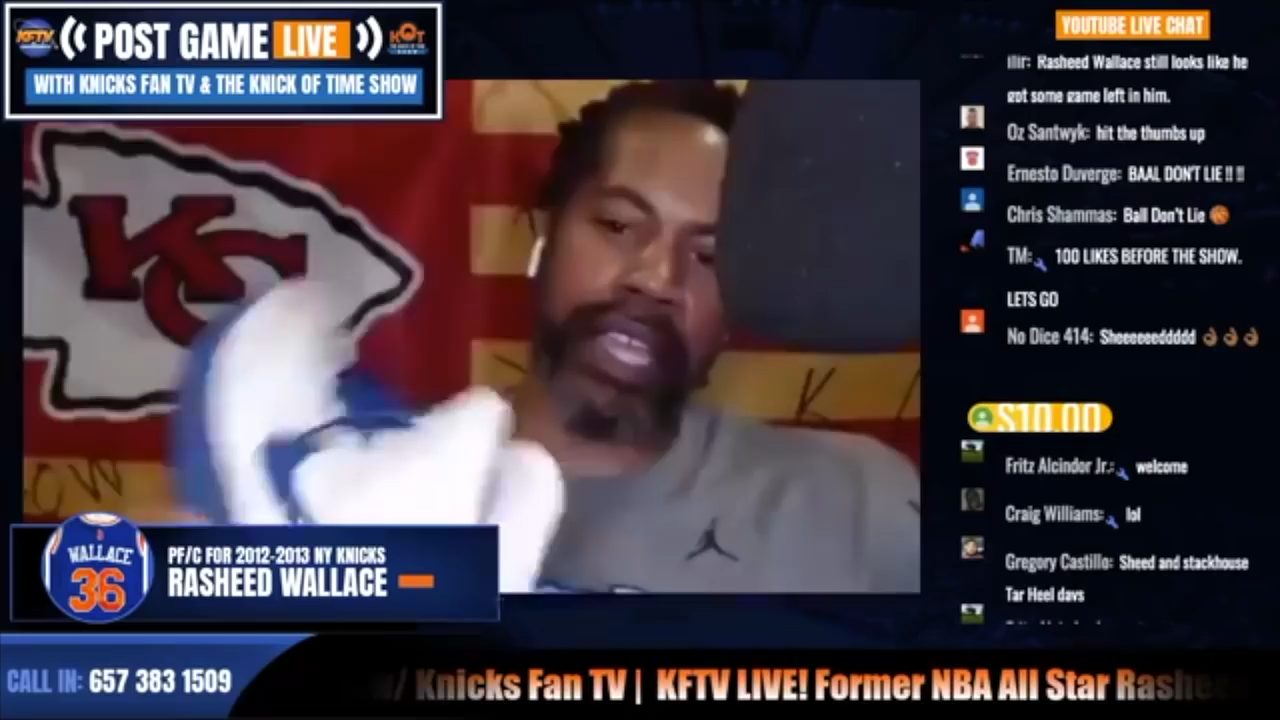 KFTV
POST GAME LIVE
KOT
WITH KNICKS FAN TV & THE KNICK OF TIME SHOW
KC
K
OW
WALLACE
36
PF/C FOR 2012-2013 NY KNICKS
RASHEED WALLACE
CALL IN: 657 383 1509
w/ Knicks Fan TV | KFTV LIVE! Former NBA All Star Rashe
YOUTUBE LIVE CHAT
Rasheed Wallace still looks like he
got some game left in him.
Oz Santwyk: hit the thumbs up
Ernesto Duverge: BAAL DON'T LIE !! !!
Chris Shammas: Ball Don't Lie 🏀
TM: 🔧 100 LIKES BEFORE THE SHOW.
LETS GO
No Dice 414: Sheeeeeddddd 👌🏾👌🏾👌🏾
$10.00
Fritz Alcindor Jr.: 🔧 welcome
Craig Williams: 🔧 lol
Gregory Castillo: Sheed and stackhouse
Tar Heel days